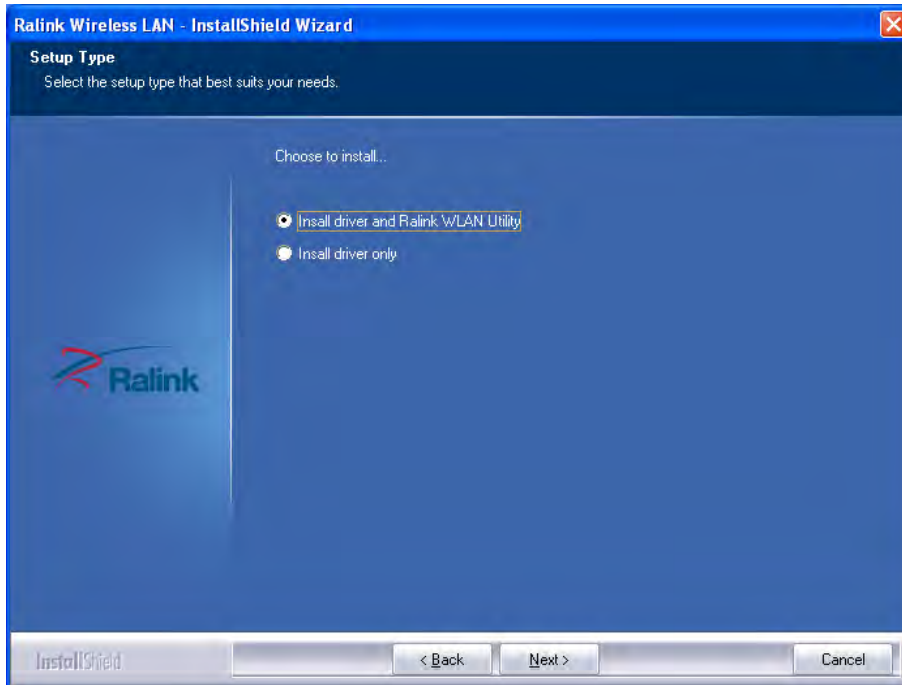 Ralink Wireless LAN - InstallShield Wizard
Setup Type
Select the setup type that best suits your needs.
Choose to install...
Insall driver and Ralink WLAN Utility
Insall driver only
Ralink
InstallShield
< Back
Next >
Cancel